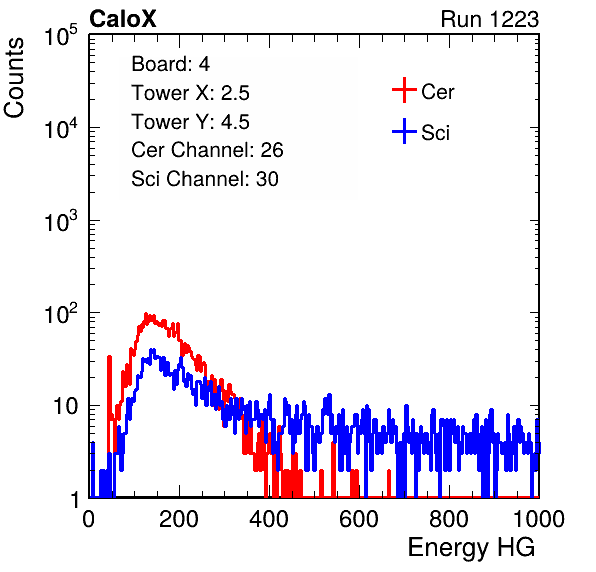 CaloX Run 1223
Counts
10^5
10^4
10^3
10^2
10
1
Board: 4
Tower X: 2.5
Tower Y: 4.5
Cer Channel: 26
Sci Channel: 30
Cer
Sci
0 200 400 600 800 1000
Energy HG